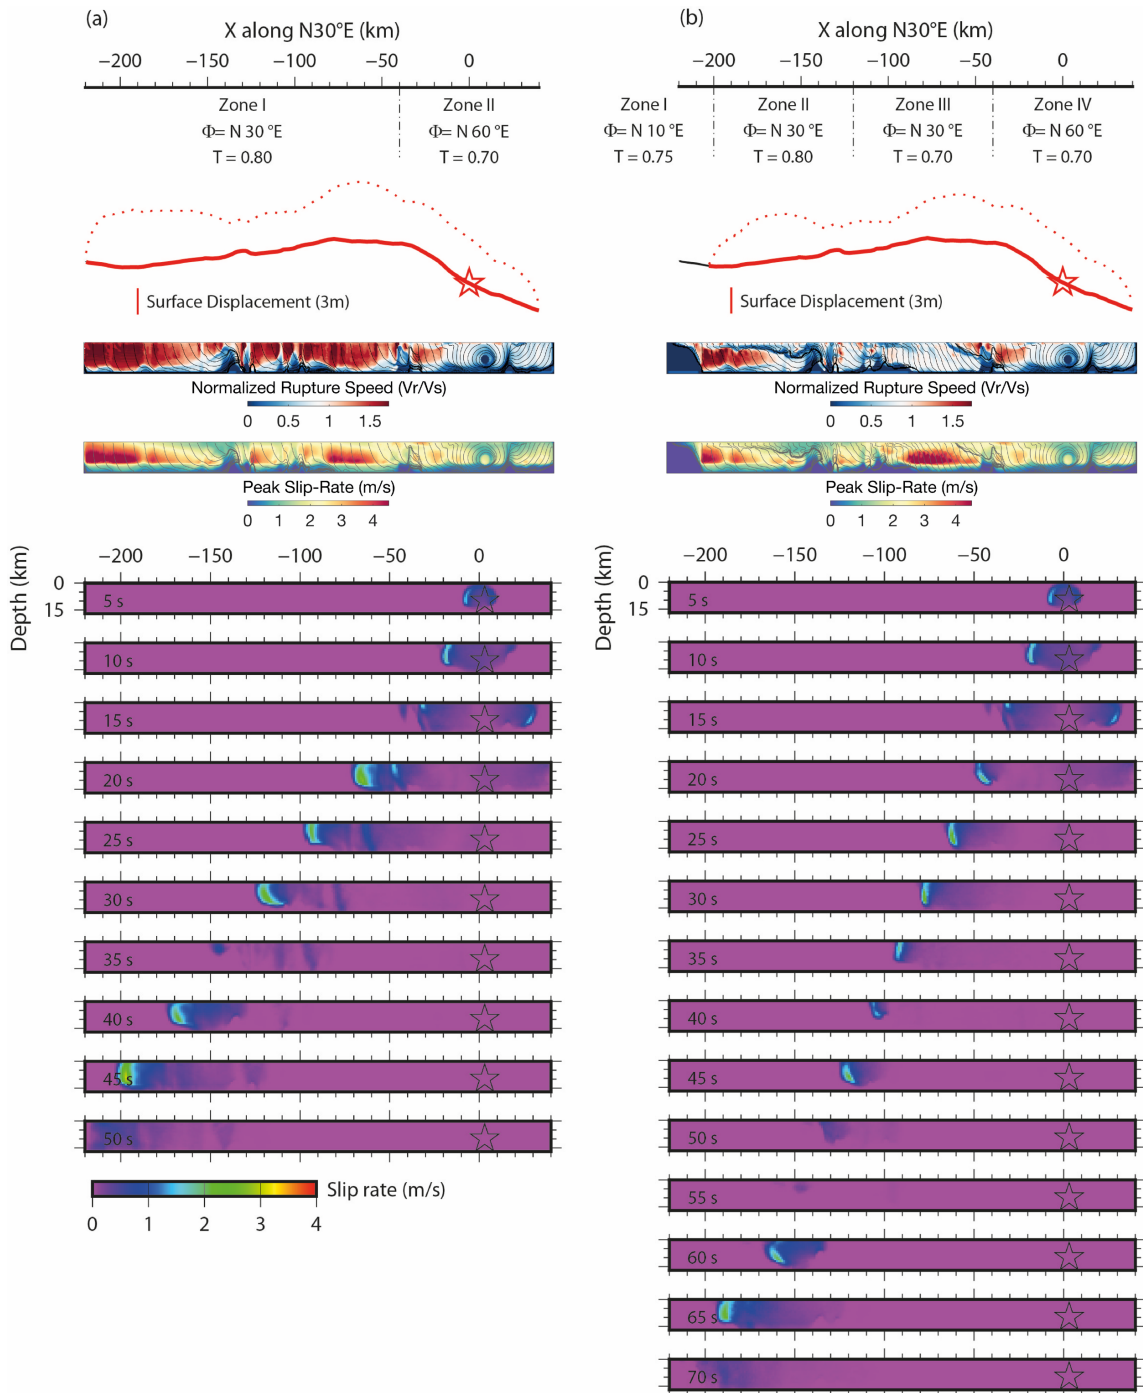 (a)
X along N30°E (km)
−200 −150 −100 −50 0
Zone I Zone II
Φ= N 30 °E Φ= N 60 °E
T = 0.80 T = 0.70
Surface Displacement (3m)
Normalized Rupture Speed (Vr/Vs)
0 0.5 1 1.5
Peak Slip-Rate (m/s)
0 1 2 3 4
−200 −150 −100 −50 0
Depth (km)
0
15
5 s
10 s
15 s
20 s
25 s
30 s
35 s
40 s
45 s
50 s
Slip rate (m/s)
0 1 2 3 4
(b)
X along N30°E (km)
−200 −150 −100 −50 0
Zone I Zone II Zone III Zone IV
Φ= N 10 °E Φ= N 30 °E Φ= N 30 °E Φ= N 60 °E
T = 0.75 T = 0.80 T = 0.70 T = 0.70
Surface Displacement (3m)
Normalized Rupture Speed (Vr/Vs)
0 0.5 1 1.5
Peak Slip-Rate (m/s)
0 1 2 3 4
−200 −150 −100 −50 0
Depth (km)
0
15
5 s
10 s
15 s
20 s
25 s
30 s
35 s
40 s
45 s
50 s
55 s
60 s
65 s
70 s